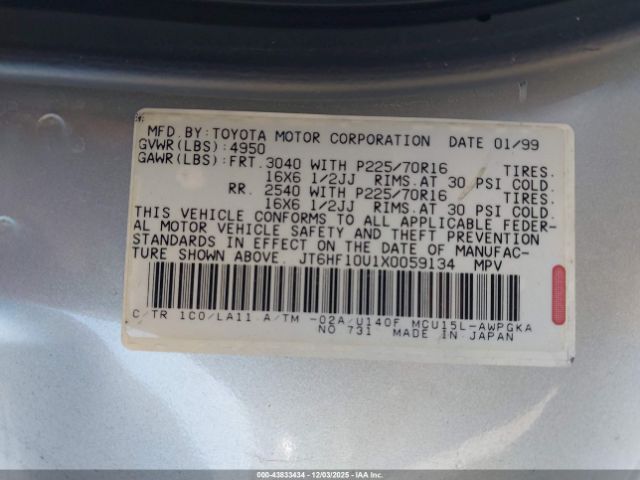 MFD.BY:TOYOTA MOTOR CORPORATION DATE 01/99
GVWR(LBS):4950
GAWR(LBS):FRT.3040 WITH P225/70R16 TIRES.
16X6 1/2JJ RIMS.AT 30 PSI COLD.
RR. 2540 WITH P225/70R16 TIRES.
16X6 1/2JJ RIMS.AT 30 PSI COLD.
THIS VEHICLE CONFORMS TO ALL APPLICABLE FEDER-
AL MOTOR VEHICLE SAFETY AND THEFT PREVENTION
STANDARDS IN EFFECT ON THE DATE OF MANUFAC-
TURE SHOWN ABOVE. JT6HF10U1X0059134 MPV
C/TR 1C0/LA11 A/TM -02A/U140F MCU15L-AWPGKA
NO 731 MADE IN JAPAN
000-43833434 - 12/03/2025 - IAAI.COM